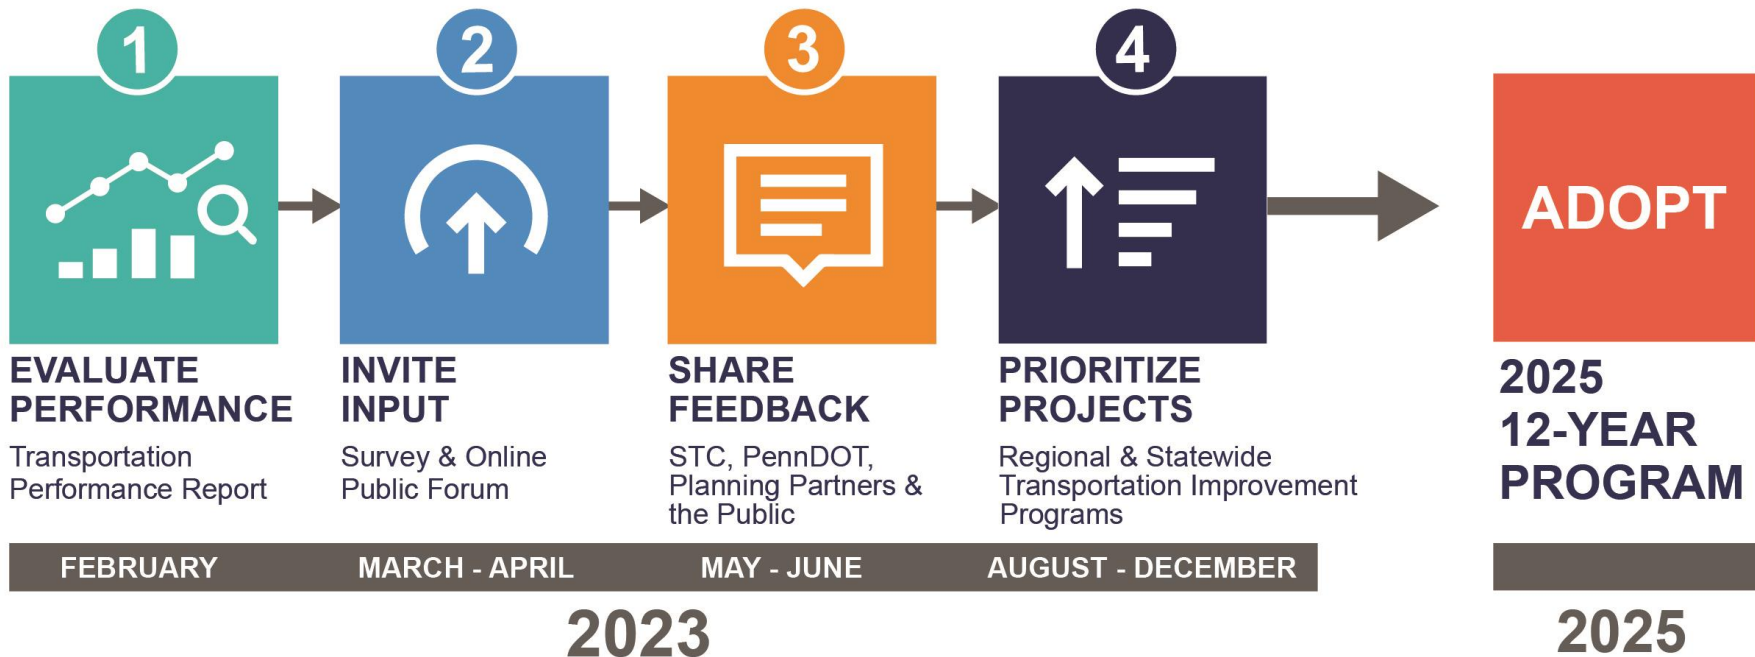 1
EVALUATE
PERFORMANCE
Transportation
Performance Report
FEBRUARY
2
INVITE
INPUT
Survey & Online
Public Forum
MARCH - APRIL
3
SHARE
FEEDBACK
STC, PennDOT,
Planning Partners &
the Public
MAY - JUNE
4
PRIORITIZE
PROJECTS
Regional & Statewide
Transportation Improvement
Programs
AUGUST - DECEMBER
2023
ADOPT
2025
12-YEAR
PROGRAM
2025